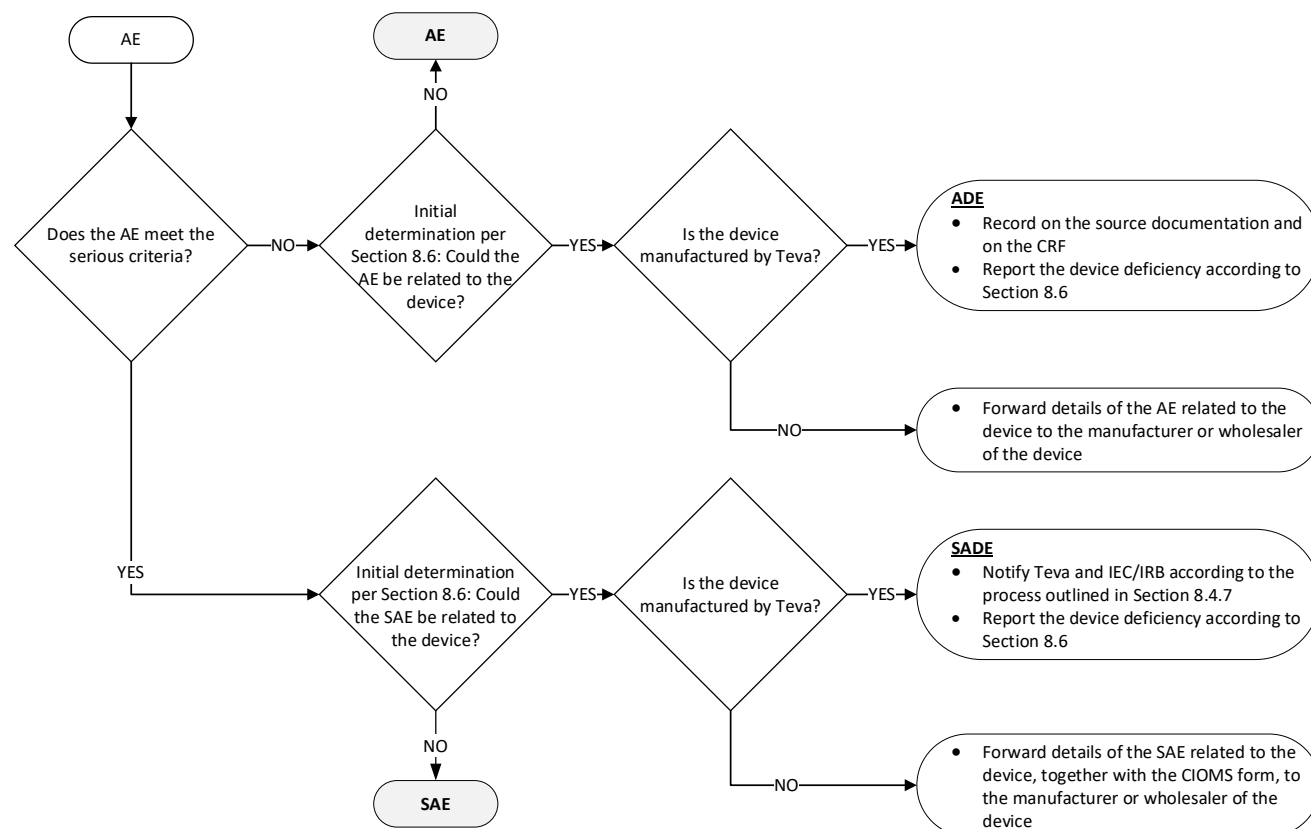 AE
AE
NO
Does the AE meet the
serious criteria?
NO
Initial
determination per
Section 8.6: Could the
AE be related to the
device?
YES
Is the device
manufactured by Teva?
YES
ADE
• Record on the source documentation and
on the CRF
• Report the device deficiency according to
Section 8.6
NO
• Forward details of the AE related to the
device to the manufacturer or wholesaler
of the device
YES
Initial determination
per Section 8.6: Could
the SAE be related to
the device?
YES
Is the device
manufactured by Teva?
YES
SADE
• Notify Teva and IEC/IRB according to the
process outlined in Section 8.4.7
• Report the device deficiency according to
Section 8.6
NO
SAE
NO
• Forward details of the SAE related to the
device, together with the CIOMS form, to
the manufacturer or wholesaler of the
device